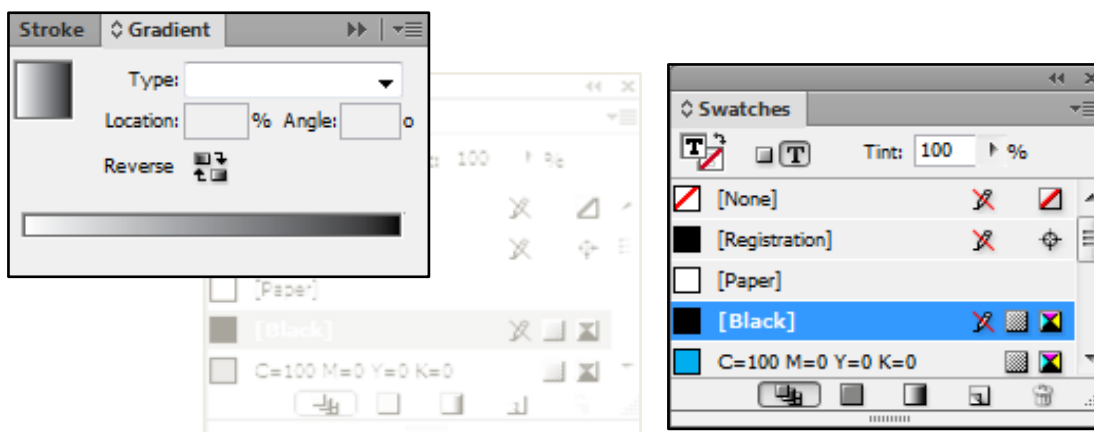 Stroke Gradient
Type:
Location: % Angle: o
Reverse
: 100 %
[Paper]
[Black]
C=100 M=0 Y=0 K=0
Swatches
T T Tint: 100 %
[None]
[Registration]
[Paper]
[Black]
C=100 M=0 Y=0 K=0